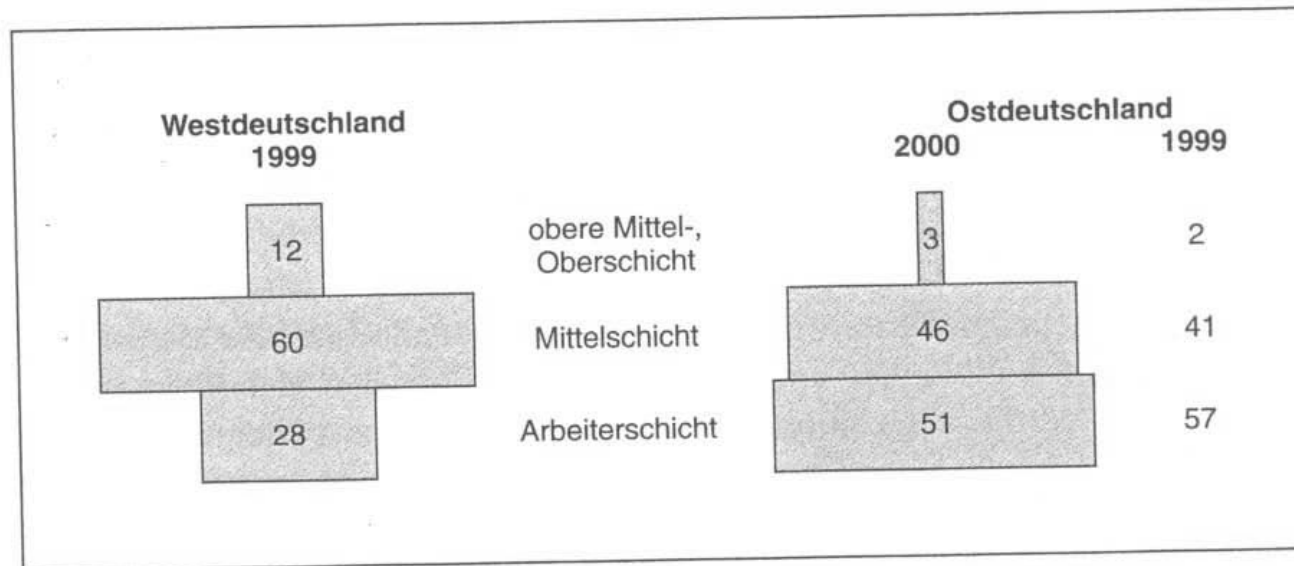 Westdeutschland
1999
Ostdeutschland
2000 1999
12 obere Mittel-,
Oberschicht 3 2
60 Mittelschicht 46 41
28 Arbeiterschicht 51 57